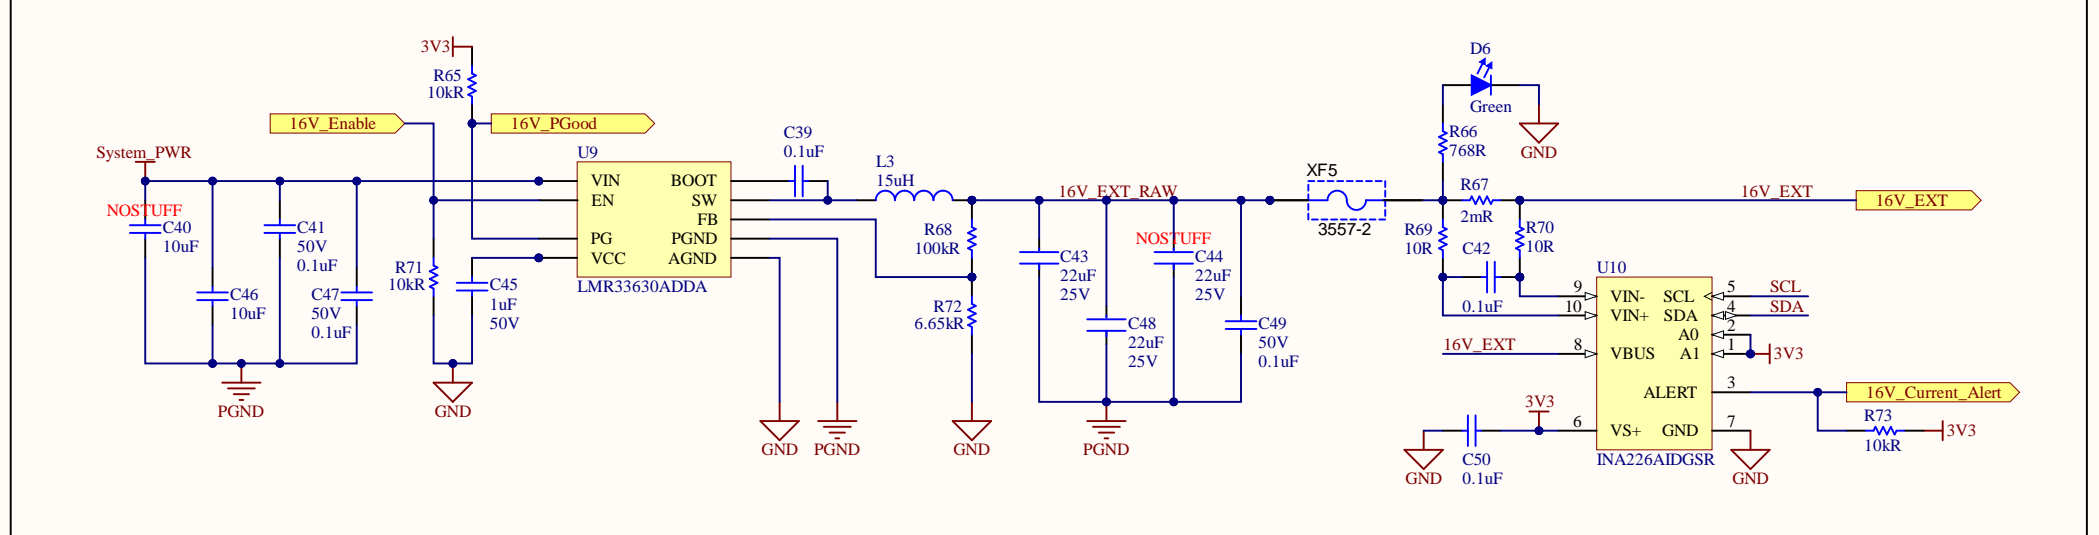 3V3
R65
10kR
16V_Enable
16V_PGood
System_PWR
NOSTUFF
C40
10uF
C46
10uF
C41
50V
0.1uF
C47
50V
0.1uF
PGND
R71
10kR
C45
1uF
50V
GND
U9
VIN
EN
PG
VCC
BOOT
SW
FB
PGND
AGND
LMR33630ADDA
C39
0.1uF
L3
15uH
R68
100kR
R72
6.65kR
GND
PGND
GND
16V_EXT_RAW
C43
22uF
25V
C48
22uF
25V
NOSTUFF
C44
22uF
25V
C49
50V
0.1uF
PGND
XF5
3557-2
D6
Green
GND
R66
768R
R67
2mR
R69
10R
C42
0.1uF
R70
10R
16V_EXT
16V_EXT
U10
9
VIN-
10
VIN+
8
VBUS
6
VS+
SCL
5
SCL
SDA
4
SDA
A0
2
A1
1
3V3
ALERT
3
16V_Current_Alert
GND
7
INA226AIDGSR
16V_EXT
3V3
C50
0.1uF
GND
GND
R73
10kR
3V3